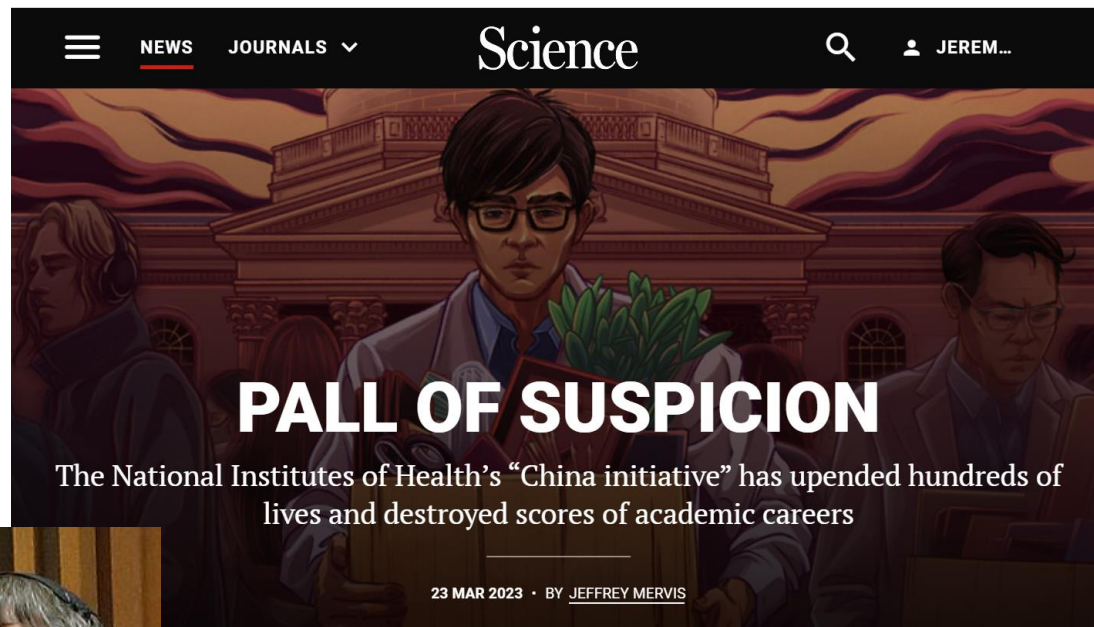 NEWS JOURNALS Science JEREM...
PALL OF SUSPICION
The National Institutes of Health’s “China initiative” has upended hundreds of
lives and destroyed scores of academic careers
23 MAR 2023 · BY JEFFREY MERVIS